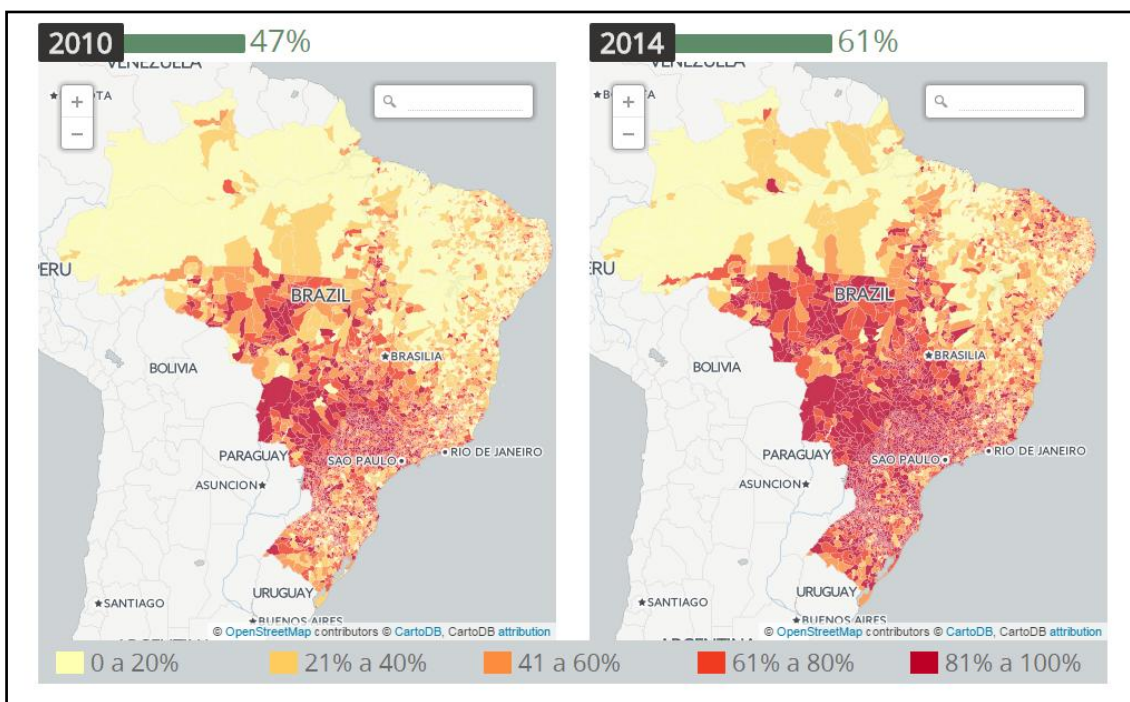 2010 47%
VENEZUELA
+
−
BRAZIL
BRASILIA
BOLIVIA
PARAGUAY
SAO PAULO
RIO DE JANEIRO
ASUNCION
URUGUAY
SANTIAGO
BUENOS AIRES
© OpenStreetMap contributors © CartoDB, CartoDB attribution
2014 61%
VENEZUELA
+
−
BRAZIL
BRASILIA
BOLIVIA
PARAGUAY
SAO PAULO
RIO DE JANEIRO
ASUNCION
URUGUAY
SANTIAGO
BUENOS AIRES
© OpenStreetMap contributors © CartoDB, CartoDB attribution
0 a 20% 21% a 40% 41 a 60% 61% a 80% 81% a 100%